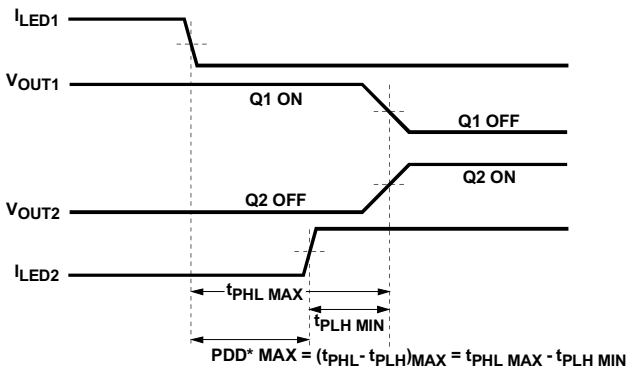 ILED1
VOUT1
Q1 ON
Q1 OFF
Q2 ON
Q2 OFF
VOUT2
ILED2
tPHL MAX
tPLH MIN
PDD* MAX = (tPHL- tPLH)MAX = tPHL MAX - tPLH MIN